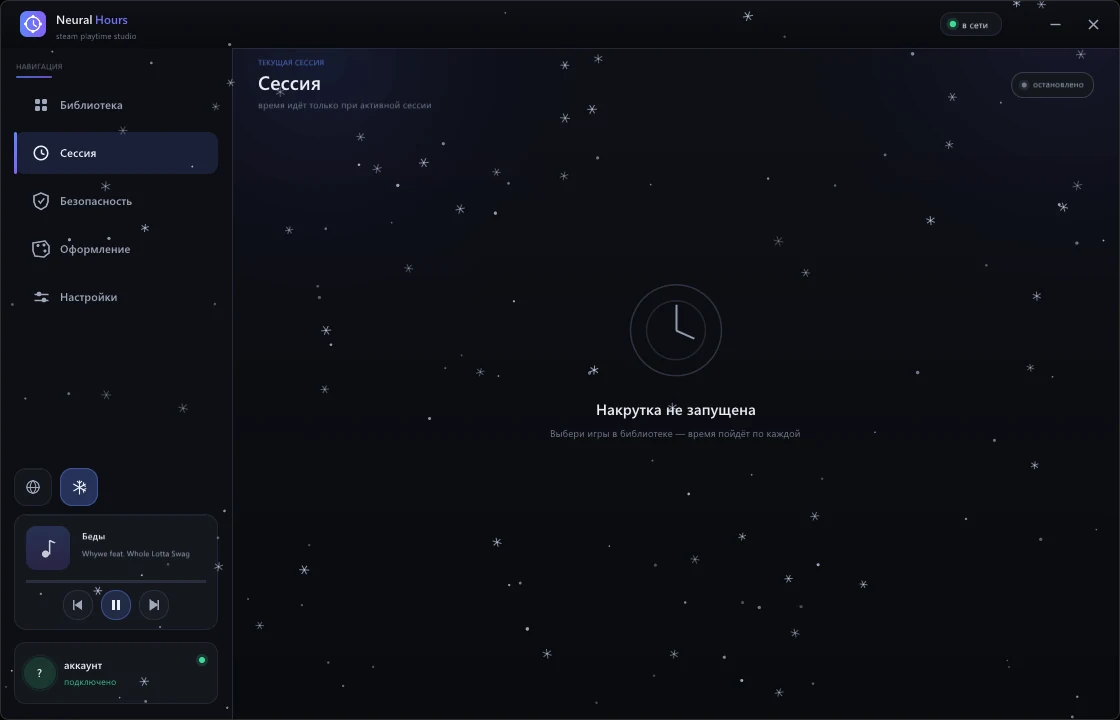 Neural Hours
steam playtime studio
в сети
НАВИГАЦИЯ
Библиотека
Сессия
Безопасность
Оформление
Настройки
ТЕКУЩАЯ СЕССИЯ
Сессия
время идёт только при активной сессии
остановлено
Накрутка не запущена
Выбери игры в библиотеке — время пойдёт по каждой
Беды
Whywe feat. Whole Lotta Swag
?
аккаунт
подключено